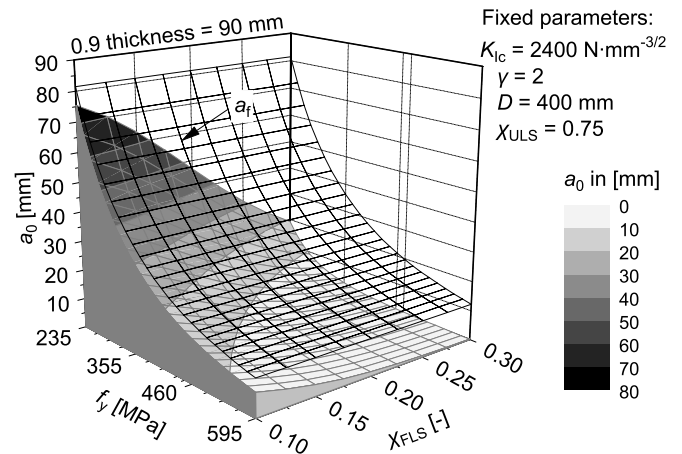 0.9 thickness = 90 mm
Fixed parameters:
K_Ic = 2400 N·mm^-3/2
γ = 2
D = 400 mm
χ_ULS = 0.75
a_f
a_0 in [mm]
0
10
20
30
40
50
60
70
80
90
80
70
60
50
40
30
20
10
a_0 [mm]
235
355
460
595
f_y [MPa]
0.10
0.15
0.20
0.25
0.30
χ_FLS [-]